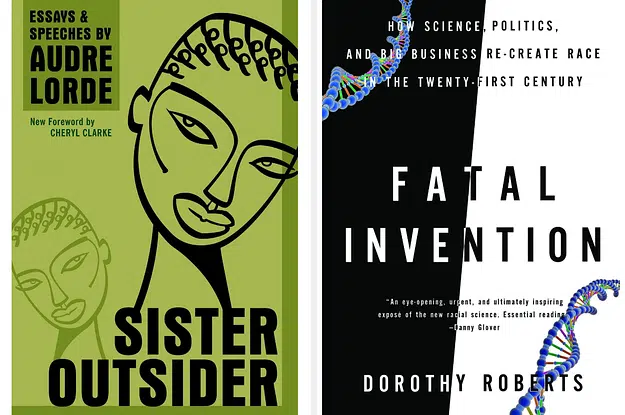 ESSAYS &
SPEECHES BY
AUDRE
LORDE
New Foreword by
CHERYL CLARKE
SISTER
OUTSIDER
HOW SCIENCE, POLITICS,
AND BIG BUSINESS RE-CREATE RACE
IN THE TWENTY-FIRST CENTURY
FATAL
INVENTION
"An eye-opening, urgent, and ultimately inspiring
exposé of the new racial science. Essential reading."
—Danny Glover
DOROTHY ROBERTS